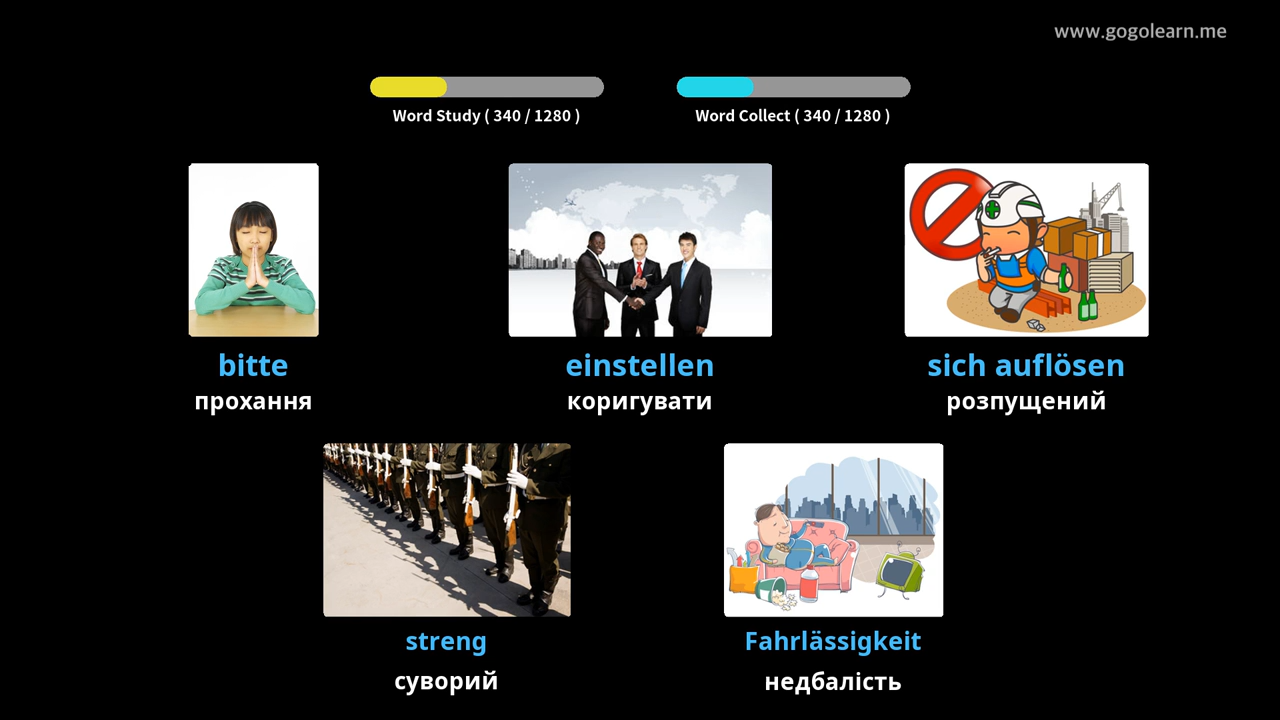 www.gogolearn.me
Word Study ( 340 / 1280 )
Word Collect ( 340 / 1280 )
bitte
прохання
einstellen
коригувати
sich auflösen
розпущений
streng
суворий
Fahrlässigkeit
недбалість